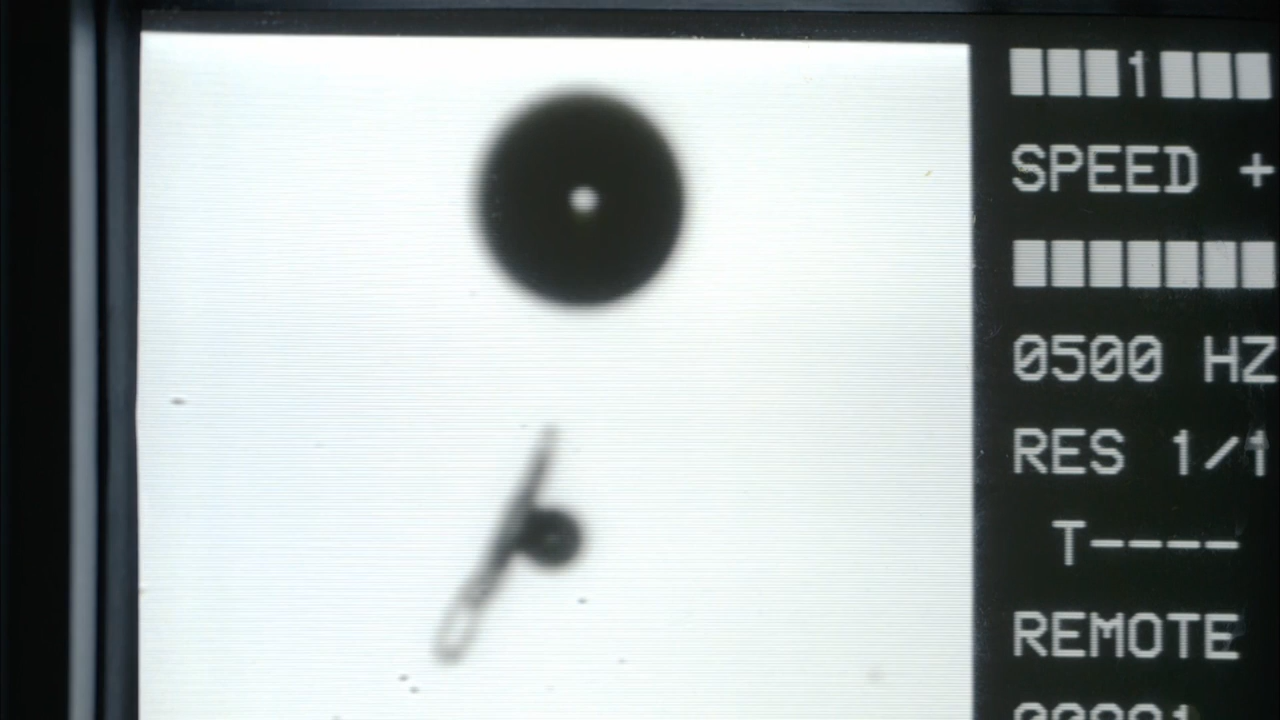 1
SPEED +
0500 HZ
RES 1/1
T----
REMOTE